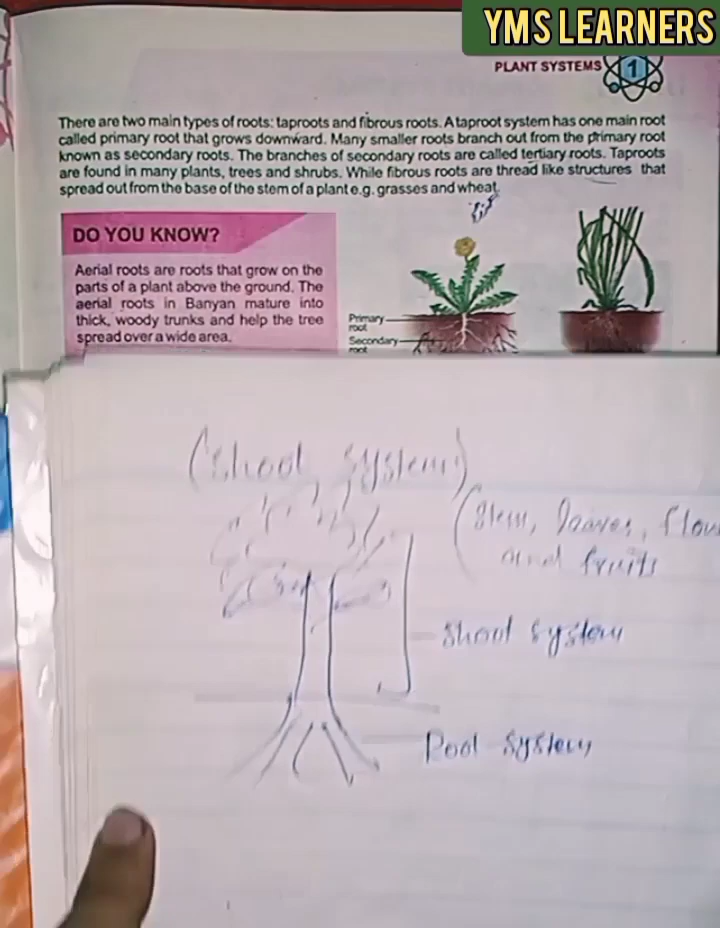 YMS LEARNERS
PLANT SYSTEMS 1
There are two main types of roots: taproots and fibrous roots. A taproot system has one main root
called primary root that grows downward. Many smaller roots branch out from the primary root
known as secondary roots. The branches of secondary roots are called tertiary roots. Taproots
are found in many plants, trees and shrubs. While fibrous roots are thread like structures that
spread out from the base of the stem of a plant e.g. grasses and wheat.
DO YOU KNOW?
Aerial roots are roots that grow on the
parts of a plant above the ground. The
aerial roots in Banyan mature into
thick, woody trunks and help the tree
spread over a wide area.
Primary
root
Secondary
root
(Shoot system)
(Stem, leaves, flow
and fruits
Shoot system
Root system